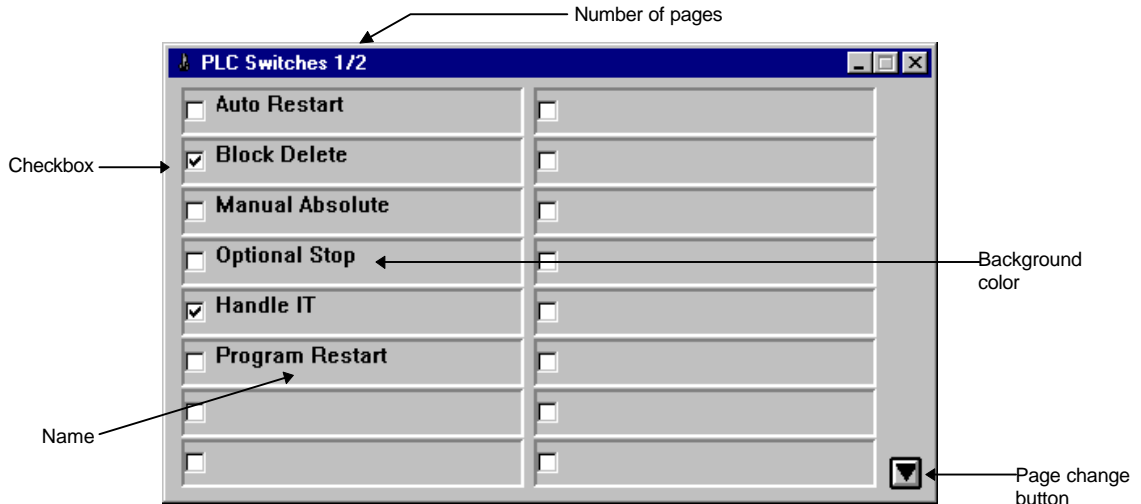 Number of pages
PLC Switches 1/2
Auto Restart
Checkbox
Block Delete
Manual Absolute
Optional Stop
Background
color
Handle IT
Program Restart
Name
Page change
button